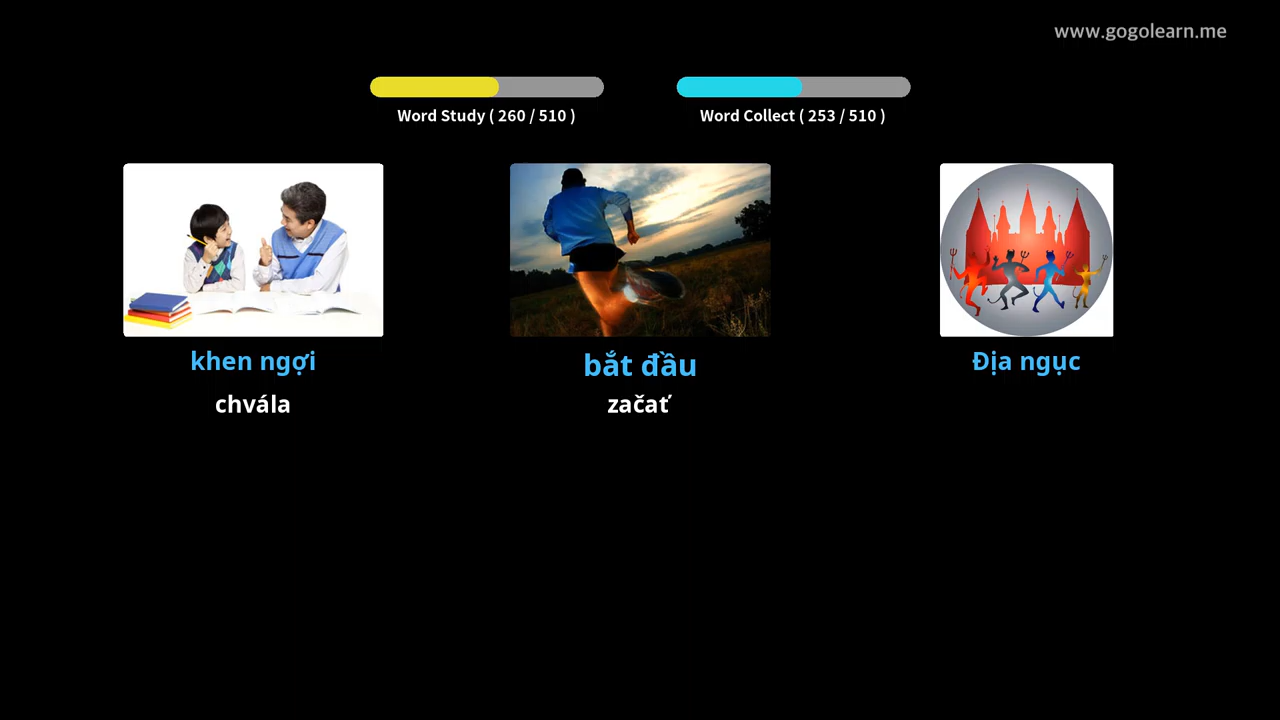 www.gogolearn.me
Word Study ( 260 / 510 )
Word Collect ( 253 / 510 )
khen ngợi
bắt đầu
Địa ngục
chvála
začať